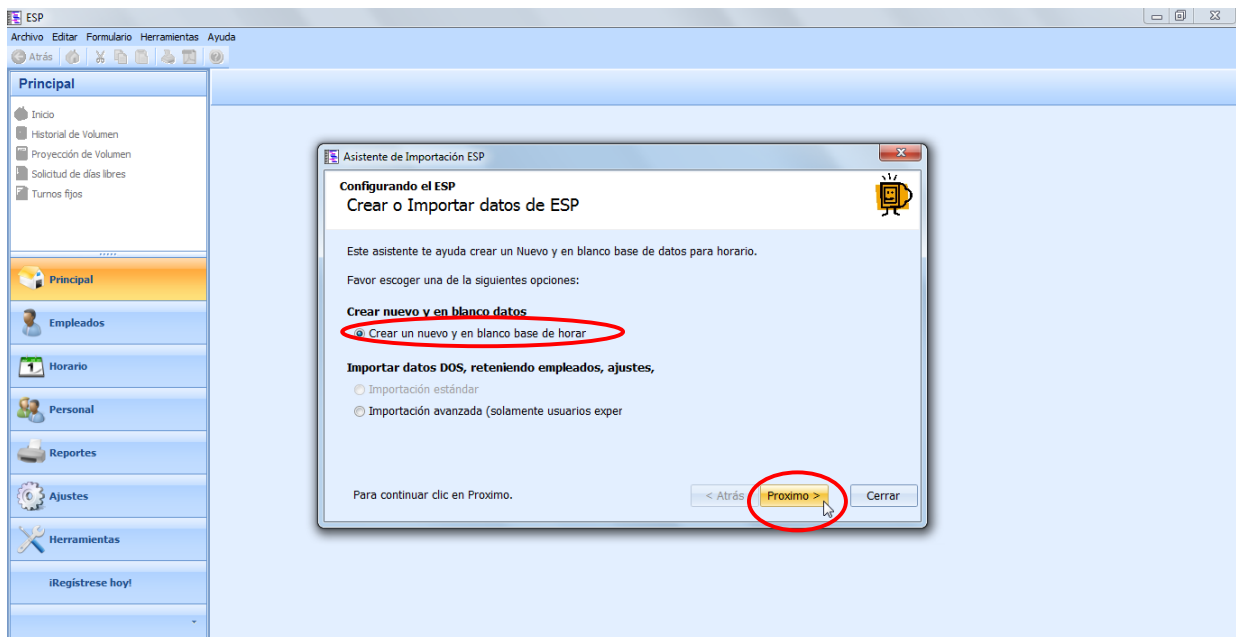 ESP
Archivo Editar Formulario Herramientas Ayuda
Atrás
Principal
Inicio
Historial de Volumen
Proyección de Volumen
Solicitud de días libres
Turnos fijos
Principal
Empleados
Horario
Personal
Reportes
Ajustes
Herramientas
¡Regístrese hoy!
Asistente de Importación ESP
Configurando el ESP
Crear o Importar datos de ESP
Este asistente te ayuda crear un Nuevo y en blanco base de datos para horario.
Favor escoger una de la siguientes opciones:
Crear nuevo y en blanco datos
Crear un nuevo y en blanco base de horar
Importar datos DOS, reteniendo empleados, ajustes,
Importación estándar
Importación avanzada (solamente usuarios exper
Para continuar clic en Proximo.
< Atrás
Proximo >
Cerrar